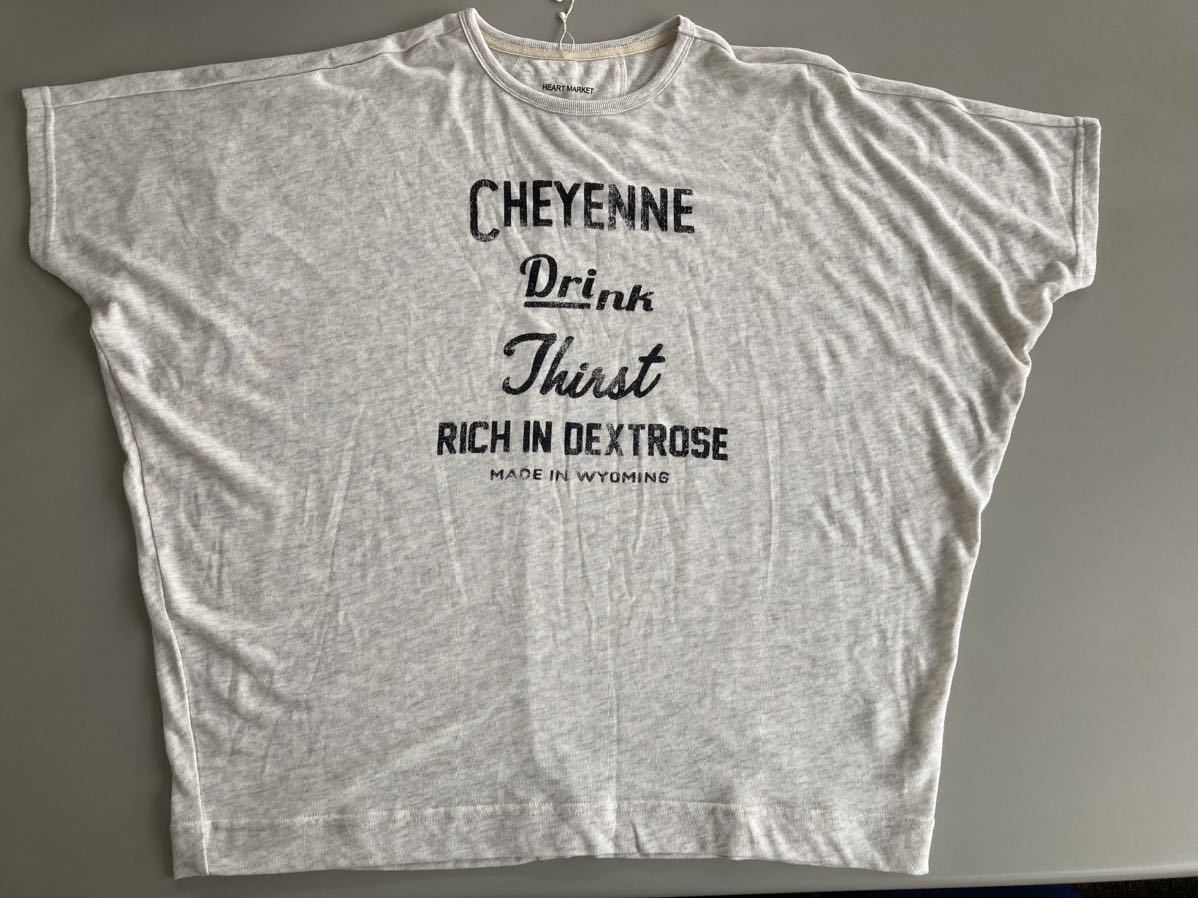 HEART MARKET
CHEYENNE
Drink
Thirst
RICH IN DEXTROSE
MADE IN WYOMING